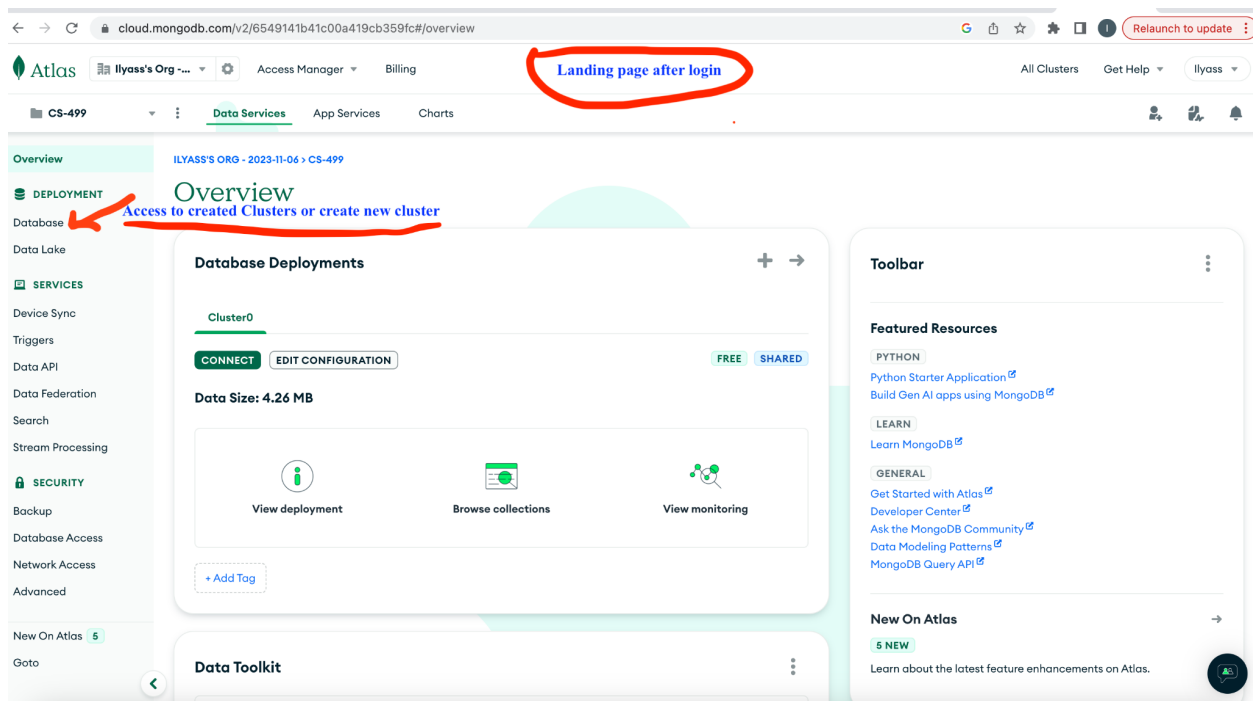 cloud.mongodb.com/v2/6549141b41c00a419cb359fc#/overview
I
Relaunch to update
Atlas
Ilyass's Org -...
Access Manager
Billing
Landing page after login
All Clusters
Get Help
Ilyass
CS-499
Data Services
App Services
Charts
Overview
DEPLOYMENT
Database
Data Lake
SERVICES
Device Sync
Triggers
Data API
Data Federation
Search
Stream Processing
SECURITY
Backup
Database Access
Network Access
Advanced
New On Atlas 5
Goto
ILYASS'S ORG - 2023-11-06 > CS-499
Overview
Access to created Clusters or create new cluster
Database Deployments
Cluster0
CONNECT
EDIT CONFIGURATION
FREE
SHARED
Data Size: 4.26 MB
View deployment
Browse collections
View monitoring
+ Add Tag
Data Toolkit
Toolbar
Featured Resources
PYTHON
Python Starter Application
Build Gen AI apps using MongoDB
LEARN
Learn MongoDB
GENERAL
Get Started with Atlas
Developer Center
Ask the MongoDB Community
Data Modeling Patterns
MongoDB Query API
New On Atlas
5 NEW
Learn about the latest feature enhancements on Atlas.